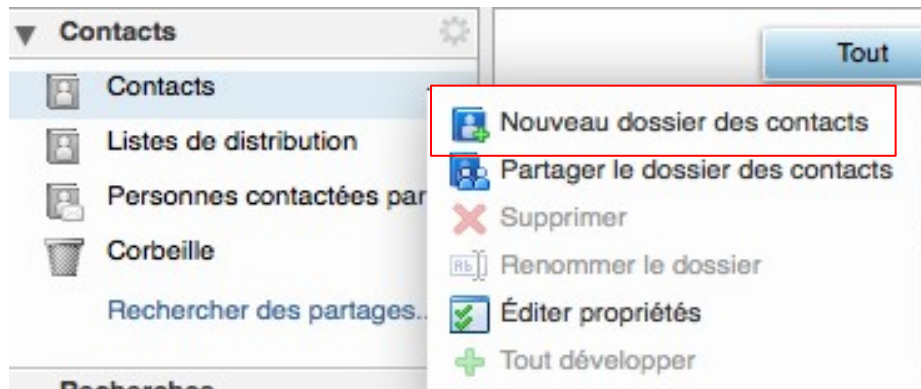 Contacts
Contacts
Listes de distribution
Personnes contactées par
Corbeille
Rechercher des partages..
Recherches
Tout
Nouveau dossier des contacts
Partager le dossier des contacts
Supprimer
Renommer le dossier
Éditer propriétés
Tout développer